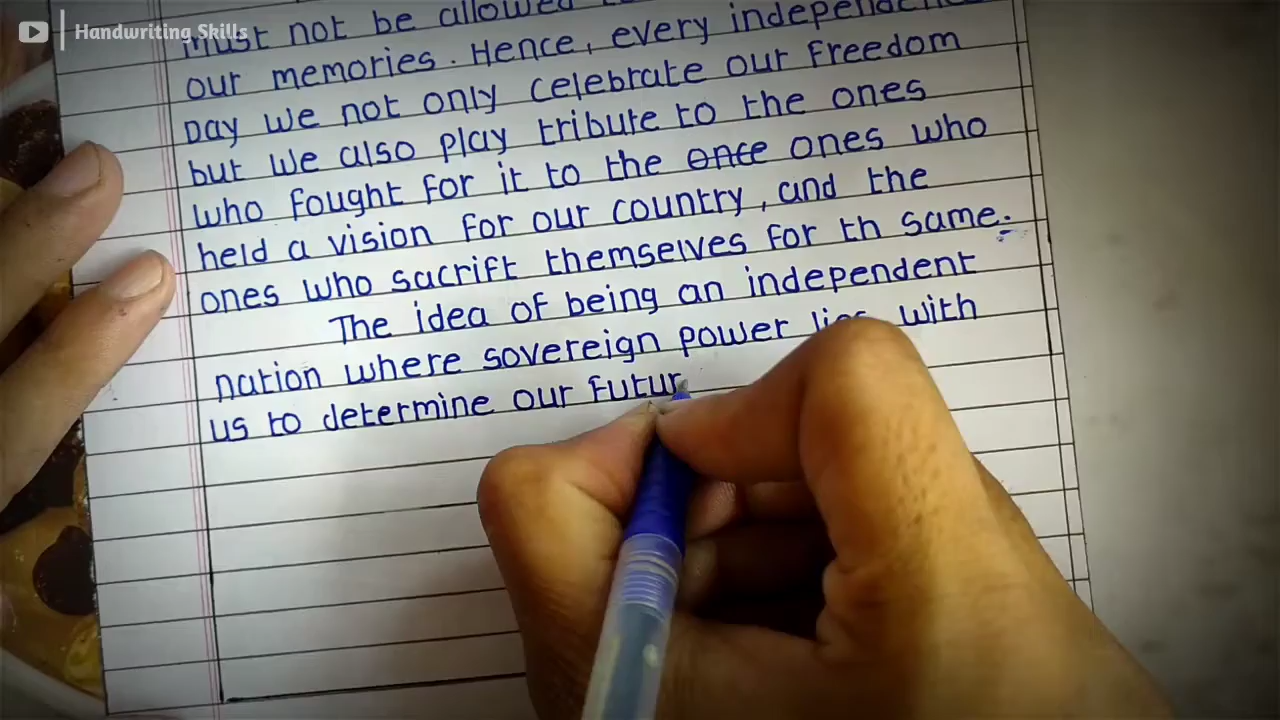 Handwriting Skills
must not be allowed
our memories. Hence, every independence
Day we not only celebrate our freedom
but we also play tribute to the ones
who fought for it to the once ones who
held a vision for our country, and the
ones who sacrift themselves for th same.
The idea of being an independent
nation where sovereign power lies with
us to determine our futur